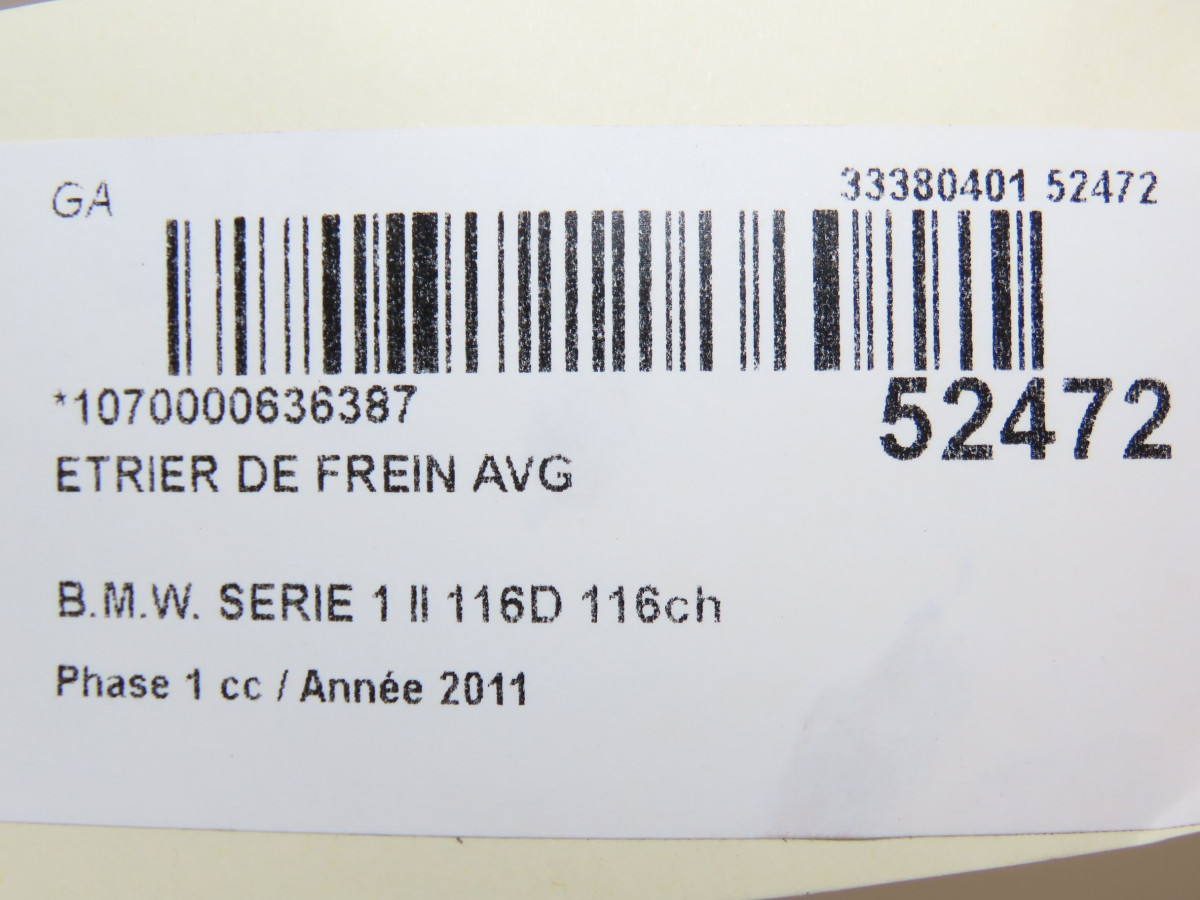 GA
33380401 52472
*1070000636387
52472
ETRIER DE FREIN AVG
B.M.W. SERIE 1 II 116D 116ch
Phase 1 cc / Année 2011